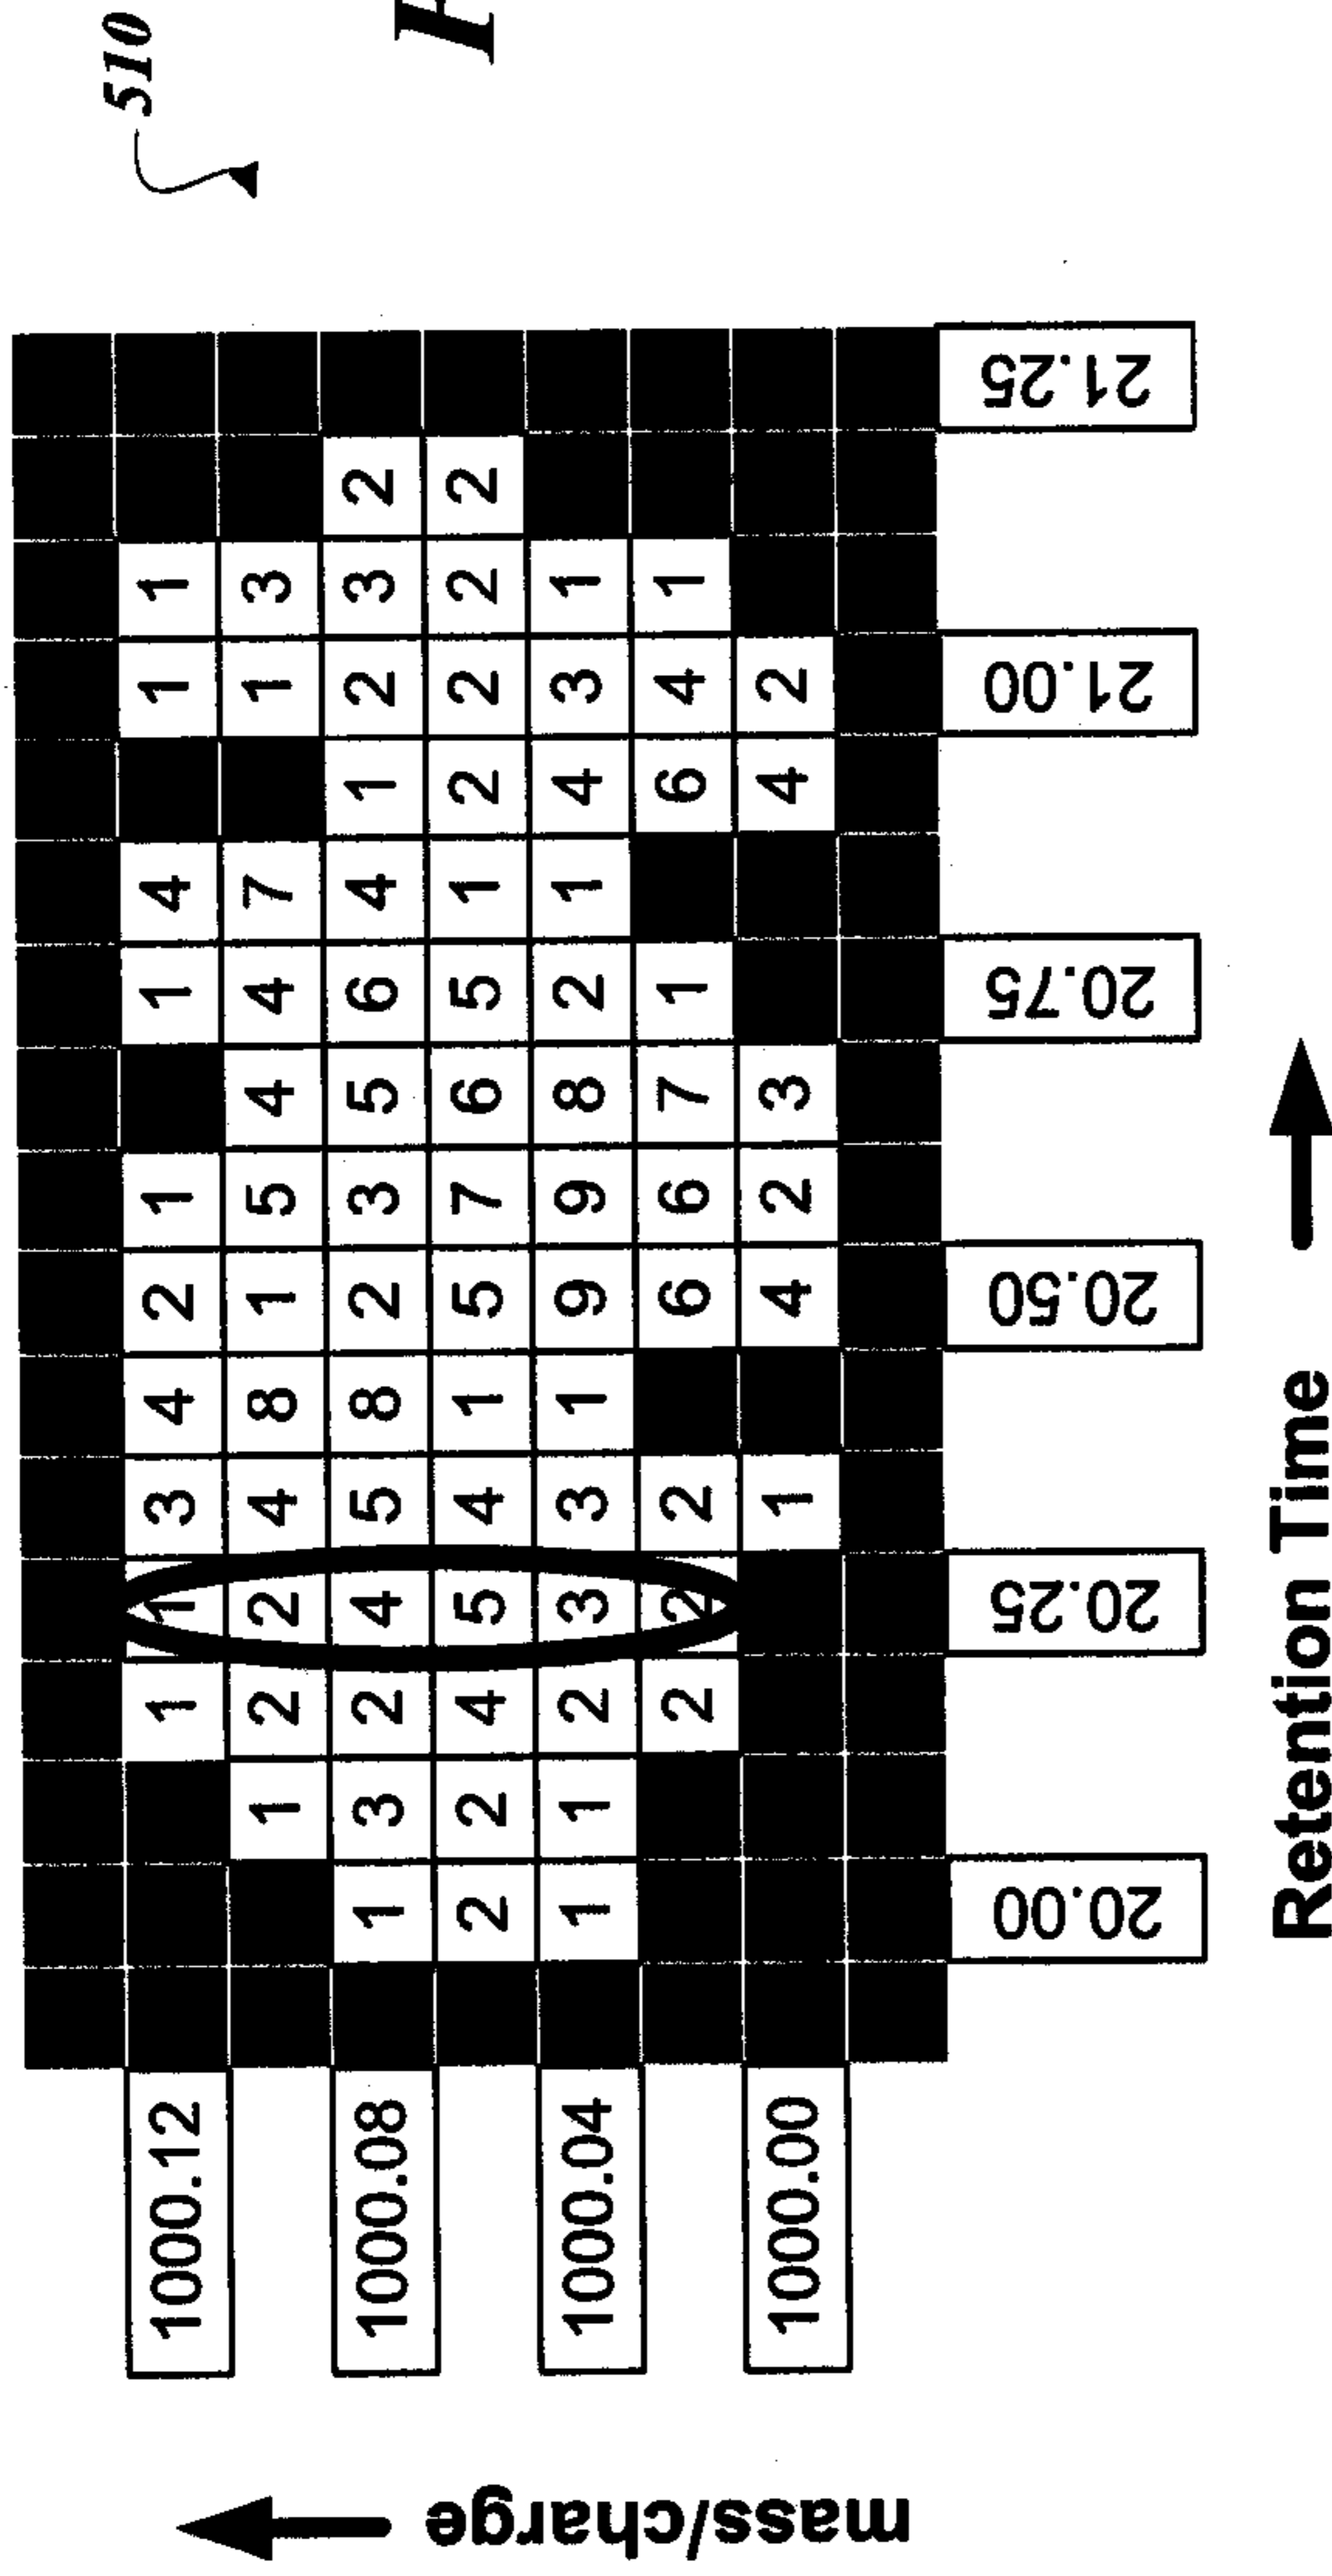 510
1000.12 1 1 3 4 2 1 1 4 1 1
1 2 2 4 8 1 5 4 4 7 1 3
1000.08 1 3 2 4 5 8 2 3 5 6 4 1 2 3 2
2 2 4 5 4 1 5 7 6 5 1 2 2 2 2
1000.04 1 1 2 3 3 1 9 9 8 2 1 4 3 1
2 2 2 6 6 7 1 6 4 1
1000.00 1 4 2 3 4 2
20.00 20.25 20.50 20.75 21.00 21.25
mass/charge
Retention Time